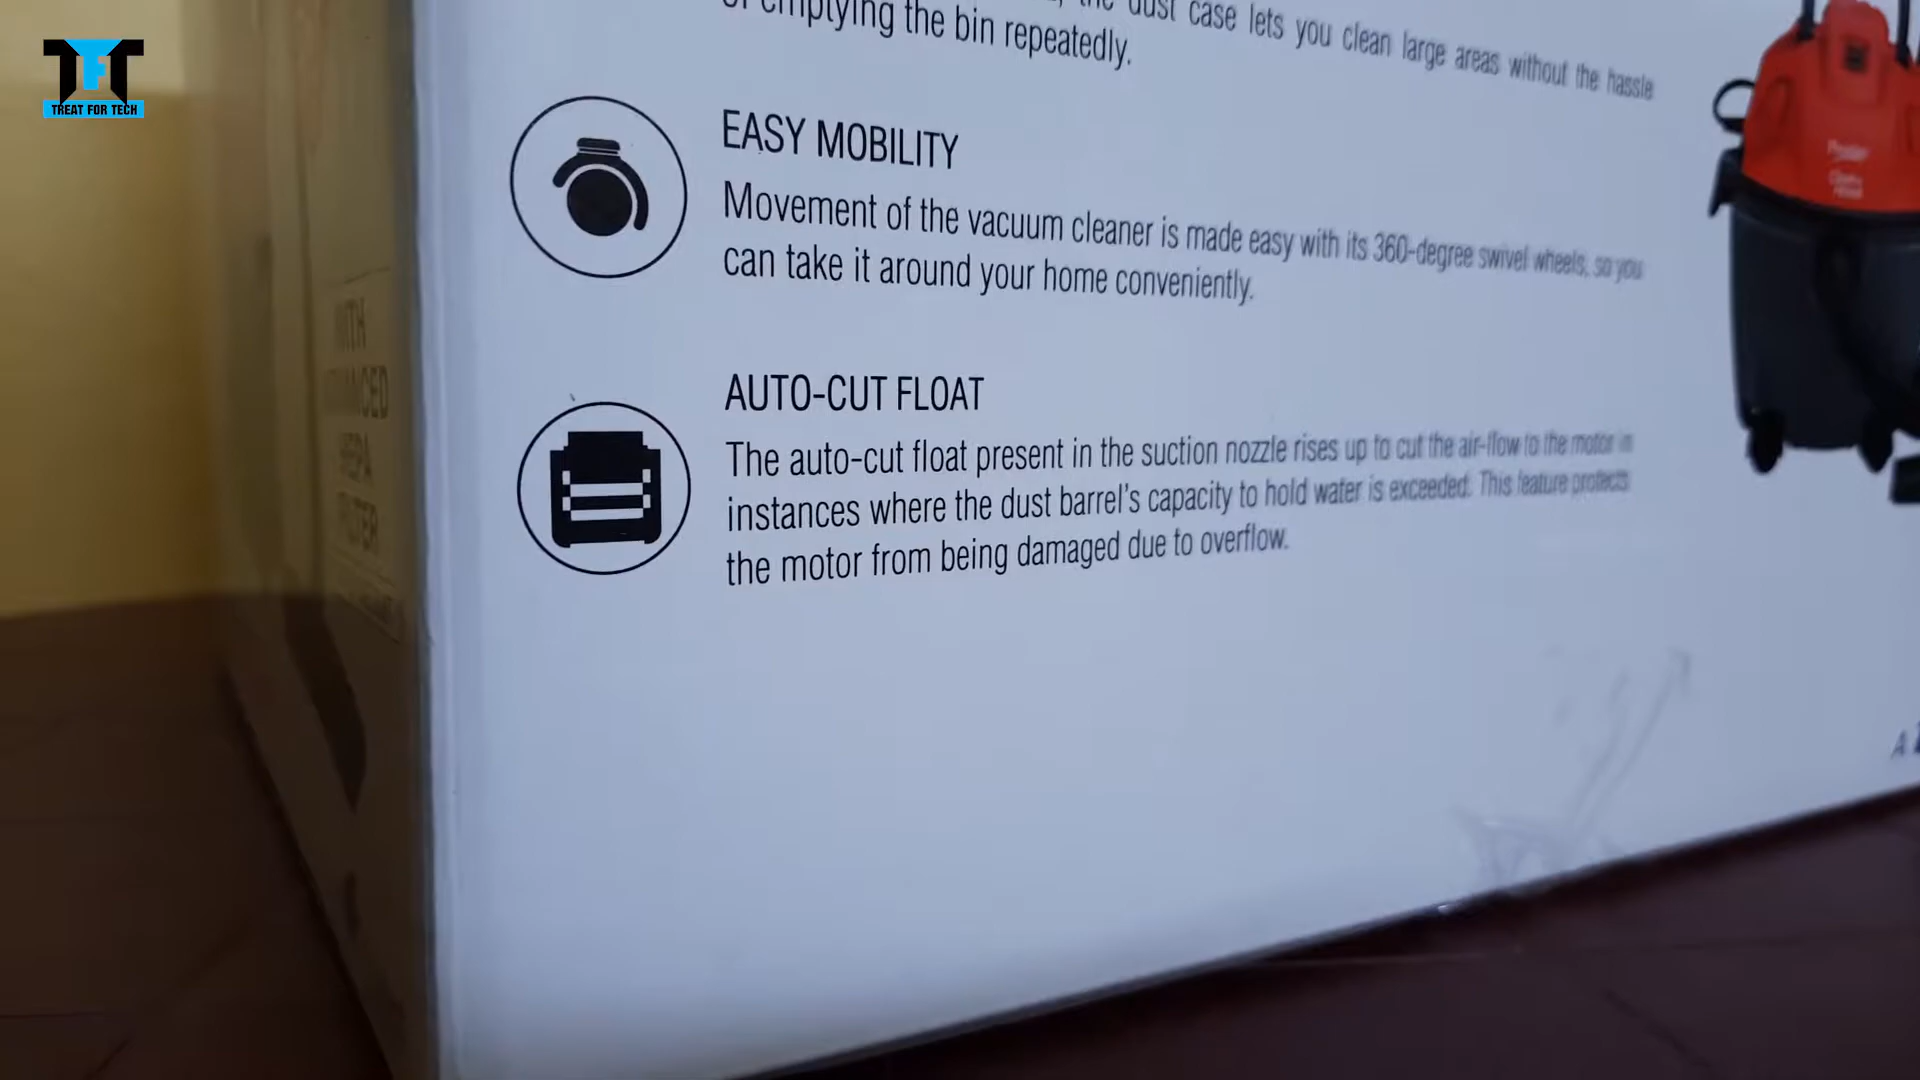 TFT
TREAT FOR TECH
the dust case lets you clean large areas without the hassle
of emptying the bin repeatedly.
EASY MOBILITY
Movement of the vacuum cleaner is made easy with its 360-degree swivel wheels, so you
can take it around your home conveniently.
AUTO-CUT FLOAT
The auto-cut float present in the suction nozzle rises up to cut the air-flow to the motor in
instances where the dust barrel's capacity to hold water is exceeded. This feature protects
the motor from being damaged due to overflow.
WITH
ADVANCED
HEPA
FILTER
A